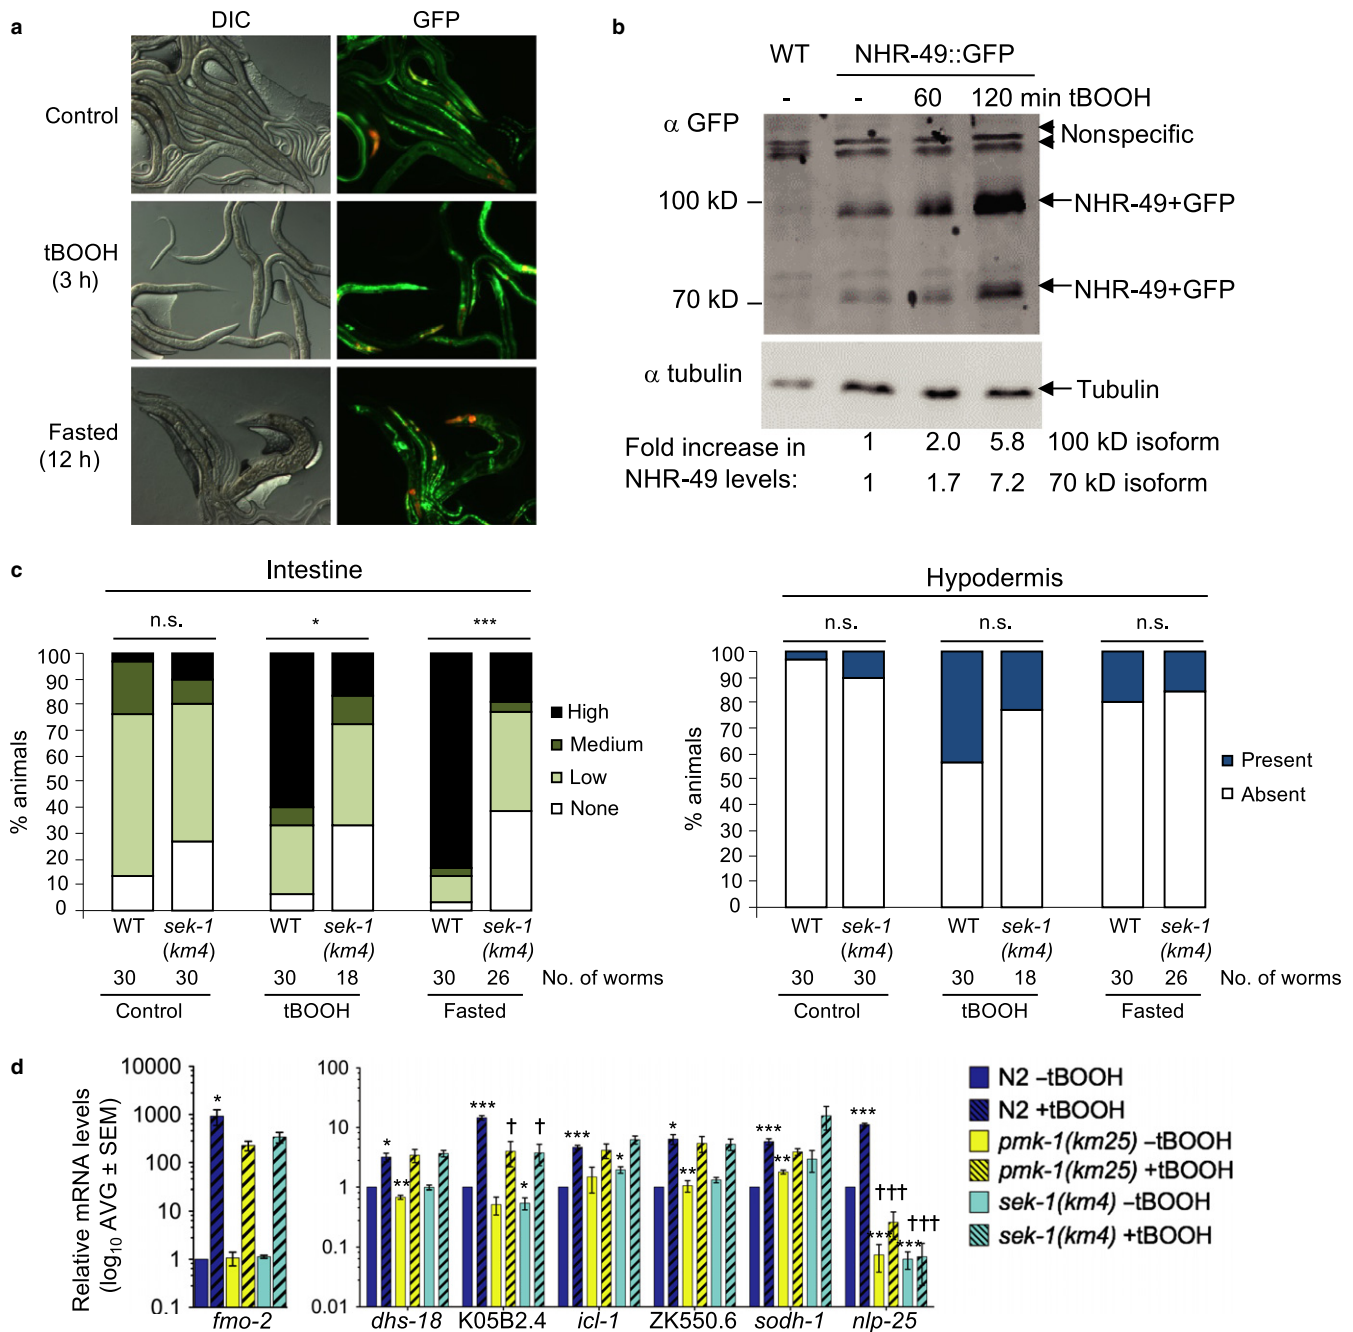 a
DIC
GFP
Control
tBOOH
(3 h)
Fasted
(12 h)
b
WT
NHR-49::GFP
-
-
60
120 min tBOOH
α GFP
Nonspecific
100 kD
NHR-49+GFP
70 kD
NHR-49+GFP
α tubulin
Tubulin
Fold increase in
NHR-49 levels:
1
2.0
5.8
100 kD isoform
1
1.7
7.2
70 kD isoform
c
Intestine
n.s.
*
***
% animals
100
90
80
70
60
50
40
30
20
10
0
High
Medium
Low
None
WT
sek-1
(km4)
WT
sek-1
(km4)
WT
sek-1
(km4)
30
30
30
18
30
26
No. of worms
Control
tBOOH
Fasted
Hypodermis
n.s.
n.s.
n.s.
% animals
100
90
80
70
60
50
40
30
20
10
0
Present
Absent
WT
sek-1
(km4)
WT
sek-1
(km4)
WT
sek-1
(km4)
30
30
30
18
30
26
No. of worms
Control
tBOOH
Fasted
d
Relative mRNA levels
(log10 AVG ± SEM)
10000
1000
100
10
1
0.1
*
fmo-2
100
10
1
0.1
0.01
*
**
***
†
*
†
***
*
*
**
***
**
***
***
†††
***
†††
dhs-18
K05B2.4
icl-1
ZK550.6
sodh-1
nlp-25
N2 –tBOOH
N2 +tBOOH
pmk-1(km25) –tBOOH
pmk-1(km25) +tBOOH
sek-1(km4) –tBOOH
sek-1(km4) +tBOOH